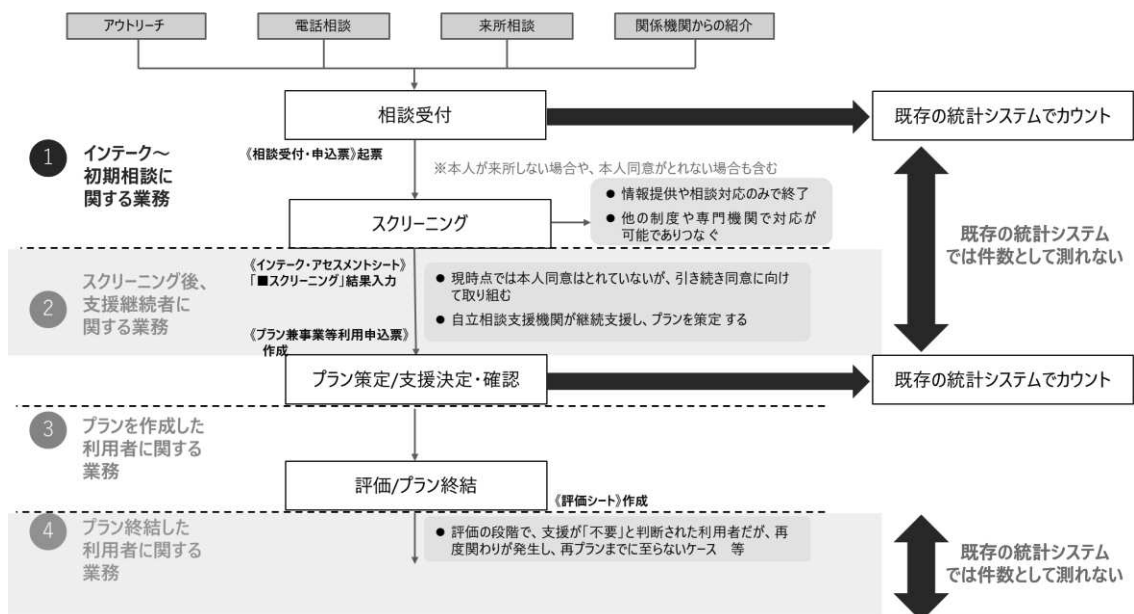 アウトリーチ
電話相談
来所相談
関係機関からの紹介
相談受付
既存の統計システムでカウント
1
インテーク～
初期相談に
関する業務
《相談受付・申込票》起票
※本人が来所しない場合や、本人同意がとれない場合も含む
● 情報提供や相談対応のみで終了
● 他の制度や専門機関で対応が
可能でありつなぐ
スクリーニング
既存の統計システム
では件数として測れない
2
スクリーニング後、
支援継続者に
関する業務
《インテーク・アセスメントシート》
「■スクリーニング」結果入力
● 現時点では本人同意はとれていないが、引き続き同意に向け
て取り組む
● 自立相談支援機関が継続支援し、プランを策定 する
《プラン兼事業等利用申込票》
作成
プラン策定/支援決定・確認
既存の統計システムでカウント
3
プランを作成した
利用者に関する
業務
評価/プラン終結
《評価シート》作成
4
プラン終結した
利用者に関する
業務
● 評価の段階で、支援が「不要」と判断された利用者だが、再
度関わりが発生し、再プランまでに至らないケース　等
既存の統計システム
では件数として測れない